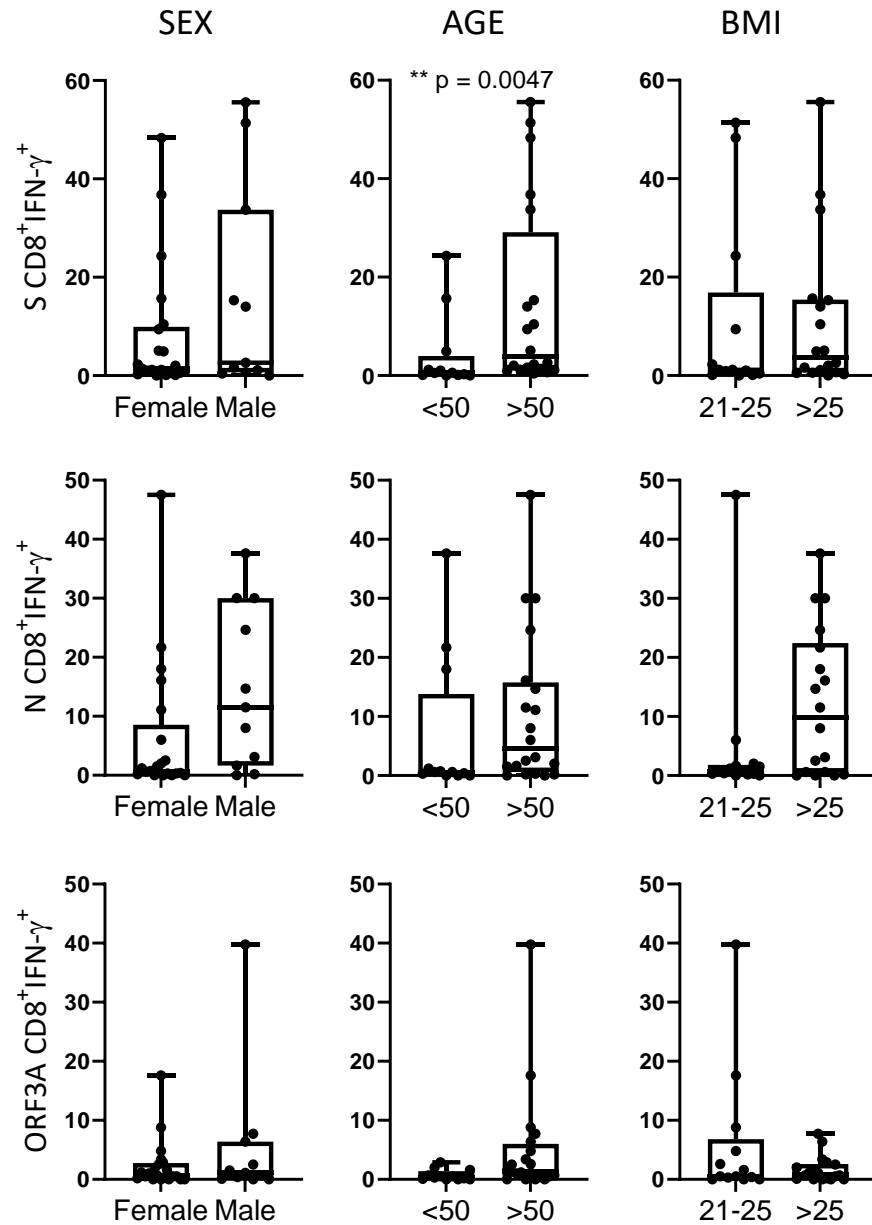 SEX AGE BMI
** p = 0.0047
S CD8⁺IFN-γ⁺
60 60 60
40 40 40
20 20 20
0 0 0
Female Male <50 >50 21-25 >25
N CD8⁺IFN-γ⁺
50 50 50
40 40 40
30 30 30
20 20 20
10 10 10
0 0 0
Female Male <50 >50 21-25 >25
ORF3A CD8⁺IFN-γ⁺
50 50 50
40 40 40
30 30 30
20 20 20
10 10 10
0 0 0
Female Male <50 >50 21-25 >25